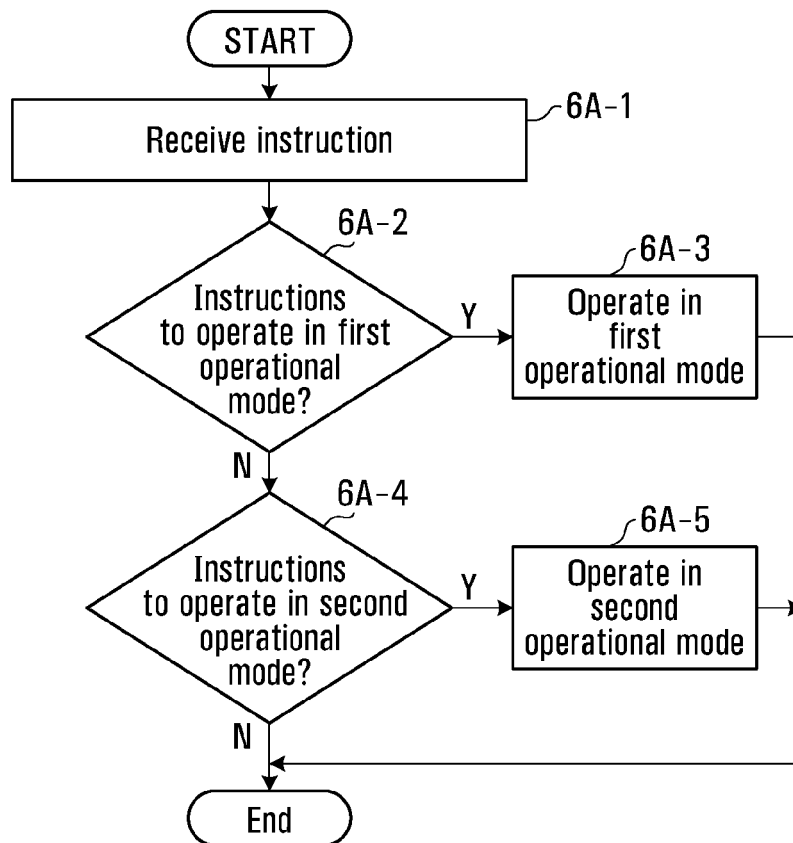 START
6A-1
Receive instruction
6A-2
Instructions
to operate in first
operational
mode?
Y
6A-3
Operate in
first
operational mode
N
6A-4
Instructions
to operate in second
operational
mode?
Y
6A-5
Operate in
second
operational mode
N
End